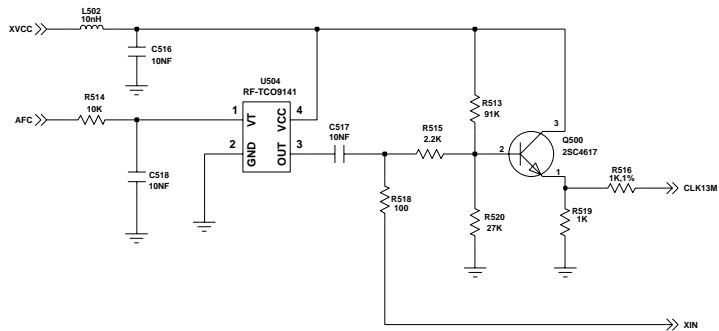 L502
10nH
XVCC
C516
10NF
U504
RF-TCO9141
R514
10K
AFC
1
VT
VCC
4
2
GND
OUT
3
C518
10NF
C517
10NF
R515
2.2K
R513
91K
3
2
Q500
2SC4617
1
R516
1K,1%
CLK13M
R518
100
R520
27K
R519
1K
XIN